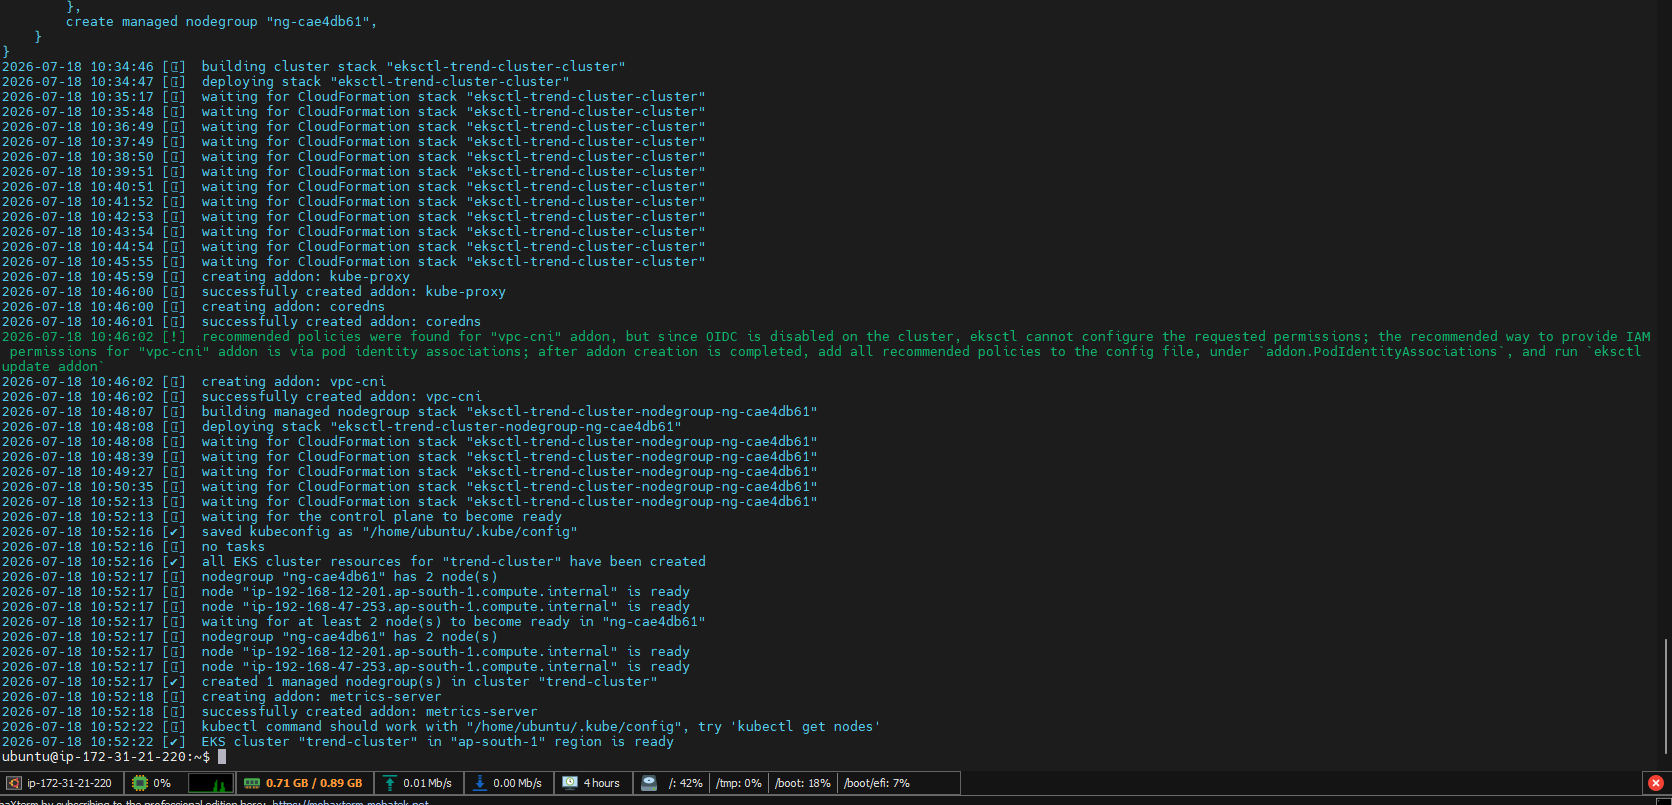 },
        create managed nodegroup "ng-cae4db61",
    }
}
2026-07-18 10:34:46 [ℹ]  building cluster stack "eksctl-trend-cluster-cluster"
2026-07-18 10:34:47 [ℹ]  deploying stack "eksctl-trend-cluster-cluster"
2026-07-18 10:35:17 [ℹ]  waiting for CloudFormation stack "eksctl-trend-cluster-cluster"
2026-07-18 10:35:48 [ℹ]  waiting for CloudFormation stack "eksctl-trend-cluster-cluster"
2026-07-18 10:36:49 [ℹ]  waiting for CloudFormation stack "eksctl-trend-cluster-cluster"
2026-07-18 10:37:49 [ℹ]  waiting for CloudFormation stack "eksctl-trend-cluster-cluster"
2026-07-18 10:38:50 [ℹ]  waiting for CloudFormation stack "eksctl-trend-cluster-cluster"
2026-07-18 10:39:51 [ℹ]  waiting for CloudFormation stack "eksctl-trend-cluster-cluster"
2026-07-18 10:40:51 [ℹ]  waiting for CloudFormation stack "eksctl-trend-cluster-cluster"
2026-07-18 10:41:52 [ℹ]  waiting for CloudFormation stack "eksctl-trend-cluster-cluster"
2026-07-18 10:42:53 [ℹ]  waiting for CloudFormation stack "eksctl-trend-cluster-cluster"
2026-07-18 10:43:54 [ℹ]  waiting for CloudFormation stack "eksctl-trend-cluster-cluster"
2026-07-18 10:44:54 [ℹ]  waiting for CloudFormation stack "eksctl-trend-cluster-cluster"
2026-07-18 10:45:55 [ℹ]  waiting for CloudFormation stack "eksctl-trend-cluster-cluster"
2026-07-18 10:45:59 [ℹ]  creating addon: kube-proxy
2026-07-18 10:46:00 [ℹ]  successfully created addon: kube-proxy
2026-07-18 10:46:00 [ℹ]  creating addon: coredns
2026-07-18 10:46:01 [ℹ]  successfully created addon: coredns
2026-07-18 10:46:02 [!]  recommended policies were found for "vpc-cni" addon, but since OIDC is disabled on the cluster, eksctl cannot configure the requested permissions; the recommended way to provide IAM
 permissions for "vpc-cni" addon is via pod identity associations; after addon creation is completed, add all recommended policies to the config file, under `addon.PodIdentityAssociations`, and run `eksctl
update addon`
2026-07-18 10:46:02 [ℹ]  creating addon: vpc-cni
2026-07-18 10:46:02 [ℹ]  successfully created addon: vpc-cni
2026-07-18 10:48:07 [ℹ]  building managed nodegroup stack "eksctl-trend-cluster-nodegroup-ng-cae4db61"
2026-07-18 10:48:08 [ℹ]  deploying stack "eksctl-trend-cluster-nodegroup-ng-cae4db61"
2026-07-18 10:48:08 [ℹ]  waiting for CloudFormation stack "eksctl-trend-cluster-nodegroup-ng-cae4db61"
2026-07-18 10:48:39 [ℹ]  waiting for CloudFormation stack "eksctl-trend-cluster-nodegroup-ng-cae4db61"
2026-07-18 10:49:27 [ℹ]  waiting for CloudFormation stack "eksctl-trend-cluster-nodegroup-ng-cae4db61"
2026-07-18 10:50:35 [ℹ]  waiting for CloudFormation stack "eksctl-trend-cluster-nodegroup-ng-cae4db61"
2026-07-18 10:52:13 [ℹ]  waiting for CloudFormation stack "eksctl-trend-cluster-nodegroup-ng-cae4db61"
2026-07-18 10:52:13 [ℹ]  waiting for the control plane to become ready
2026-07-18 10:52:16 [✔]  saved kubeconfig as "/home/ubuntu/.kube/config"
2026-07-18 10:52:16 [ℹ]  no tasks
2026-07-18 10:52:16 [✔]  all EKS cluster resources for "trend-cluster" have been created
2026-07-18 10:52:17 [ℹ]  nodegroup "ng-cae4db61" has 2 node(s)
2026-07-18 10:52:17 [ℹ]  node "ip-192-168-12-201.ap-south-1.compute.internal" is ready
2026-07-18 10:52:17 [ℹ]  node "ip-192-168-47-253.ap-south-1.compute.internal" is ready
2026-07-18 10:52:17 [ℹ]  waiting for at least 2 node(s) to become ready in "ng-cae4db61"
2026-07-18 10:52:17 [ℹ]  nodegroup "ng-cae4db61" has 2 node(s)
2026-07-18 10:52:17 [ℹ]  node "ip-192-168-12-201.ap-south-1.compute.internal" is ready
2026-07-18 10:52:17 [ℹ]  node "ip-192-168-47-253.ap-south-1.compute.internal" is ready
2026-07-18 10:52:17 [✔]  created 1 managed nodegroup(s) in cluster "trend-cluster"
2026-07-18 10:52:18 [ℹ]  creating addon: metrics-server
2026-07-18 10:52:18 [ℹ]  successfully created addon: metrics-server
2026-07-18 10:52:22 [ℹ]  kubectl command should work with "/home/ubuntu/.kube/config", try 'kubectl get nodes'
2026-07-18 10:52:22 [✔]  EKS cluster "trend-cluster" in "ap-south-1" region is ready
ubuntu@ip-172-31-21-220:~$
ip-172-31-21-220 0% 0.71 GB / 0.89 GB 0.01 Mb/s 0.00 Mb/s 4 hours /: 42% /tmp: 0% /boot: 18% /boot/efi: 7%
by subscribing to the professional edition here: https://mobaxterm.mobatek.net